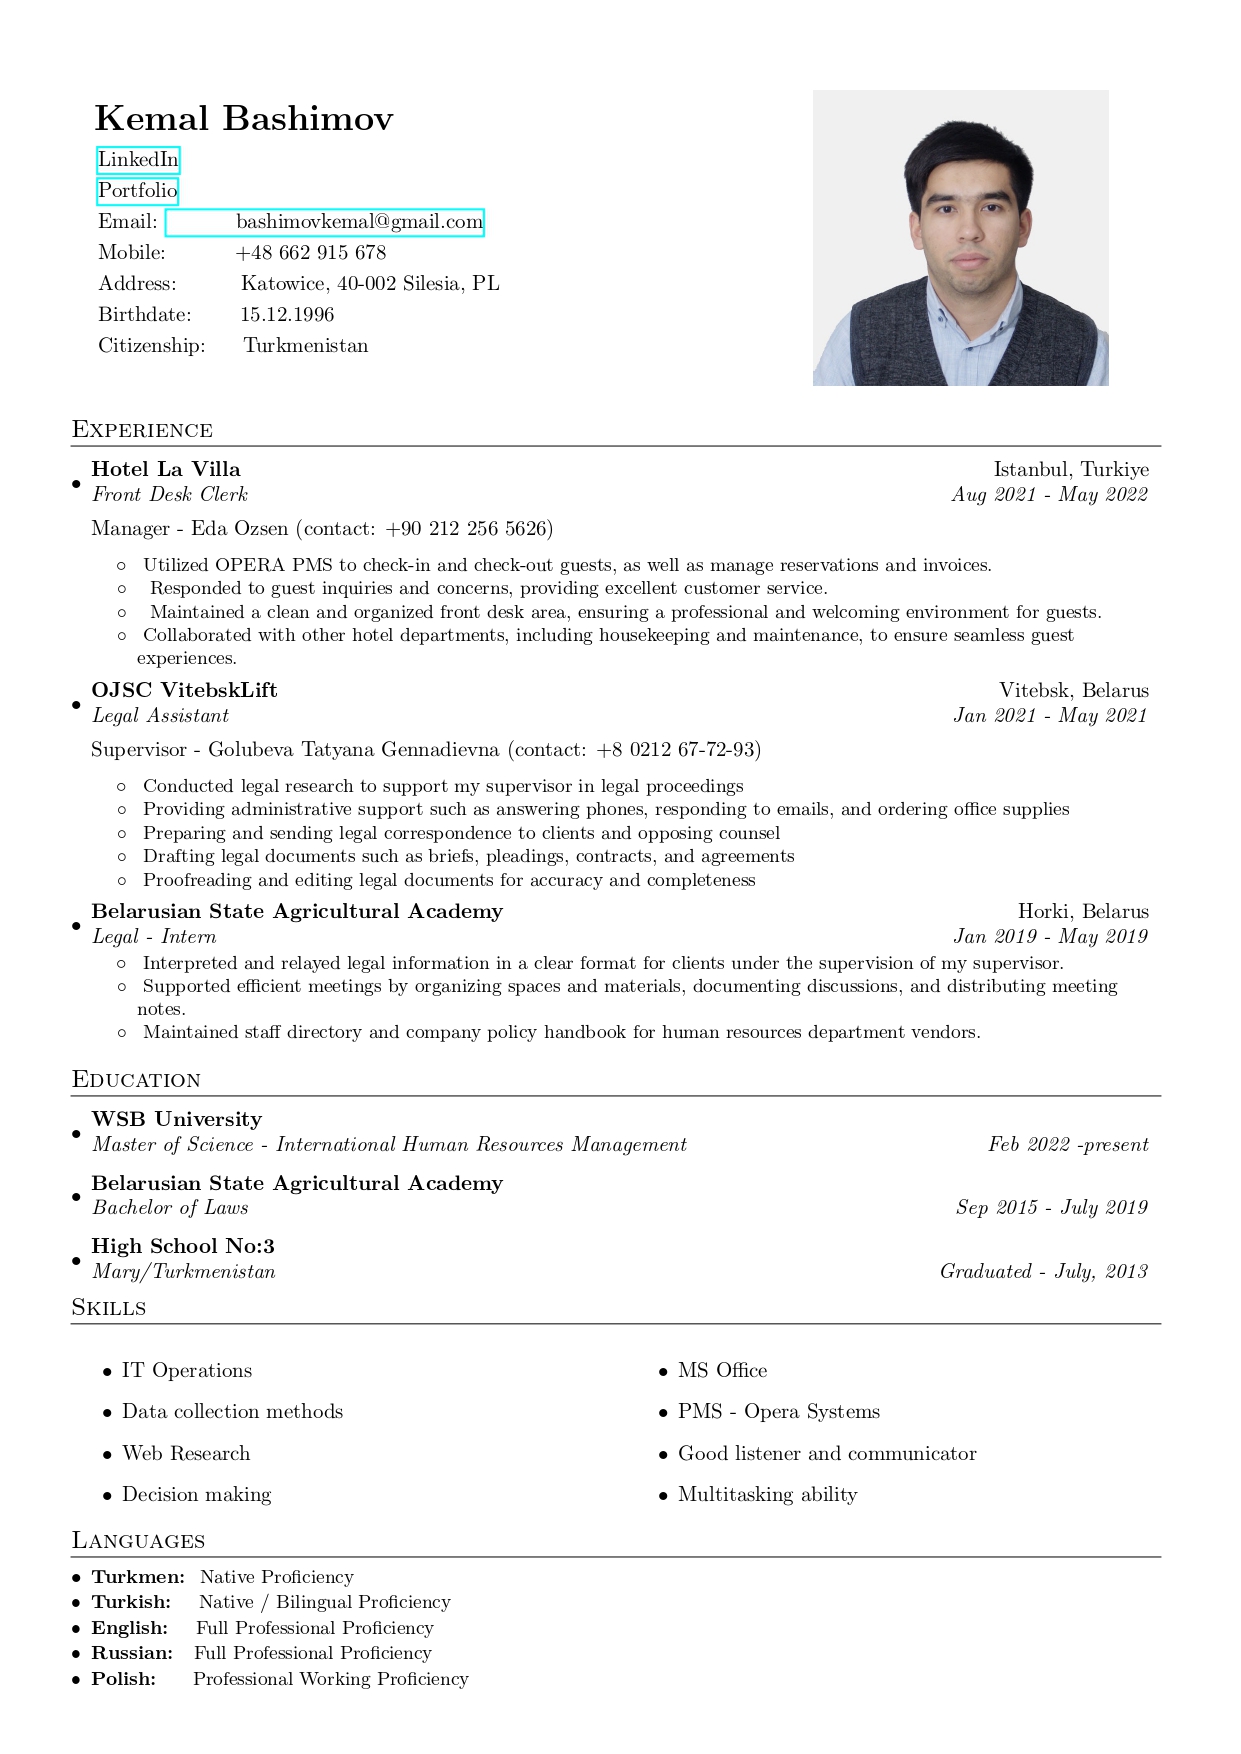 Kemal Bashimov
LinkedIn
Portfolio
Email: bashimovkemal@gmail.com
Mobile: +48 662 915 678
Address: Katowice, 40-002 Silesia, PL
Birthdate: 15.12.1996
Citizenship: Turkmenistan
Experience
• Hotel La Villa Istanbul, Turkiye
Front Desk Clerk Aug 2021 - May 2022
Manager - Eda Ozsen (contact: +90 212 256 5626)
◦ Utilized OPERA PMS to check-in and check-out guests, as well as manage reservations and invoices.
◦ Responded to guest inquiries and concerns, providing excellent customer service.
◦ Maintained a clean and organized front desk area, ensuring a professional and welcoming environment for guests.
◦ Collaborated with other hotel departments, including housekeeping and maintenance, to ensure seamless guest
experiences.
• OJSC VitebskLift Vitebsk, Belarus
Legal Assistant Jan 2021 - May 2021
Supervisor - Golubeva Tatyana Gennadievna (contact: +8 0212 67-72-93)
◦ Conducted legal research to support my supervisor in legal proceedings
◦ Providing administrative support such as answering phones, responding to emails, and ordering office supplies
◦ Preparing and sending legal correspondence to clients and opposing counsel
◦ Drafting legal documents such as briefs, pleadings, contracts, and agreements
◦ Proofreading and editing legal documents for accuracy and completeness
• Belarusian State Agricultural Academy Horki, Belarus
Legal - Intern Jan 2019 - May 2019
◦ Interpreted and relayed legal information in a clear format for clients under the supervision of my supervisor.
◦ Supported efficient meetings by organizing spaces and materials, documenting discussions, and distributing meeting
notes.
◦ Maintained staff directory and company policy handbook for human resources department vendors.
Education
• WSB University
Master of Science - International Human Resources Management Feb 2022 -present
• Belarusian State Agricultural Academy
Bachelor of Laws Sep 2015 - July 2019
• High School No:3
Mary/Turkmenistan Graduated - July, 2013
Skills
• IT Operations • MS Office
• Data collection methods • PMS - Opera Systems
• Web Research • Good listener and communicator
• Decision making • Multitasking ability
Languages
• Turkmen: Native Proficiency
• Turkish: Native / Bilingual Proficiency
• English: Full Professional Proficiency
• Russian: Full Professional Proficiency
• Polish: Professional Working Proficiency